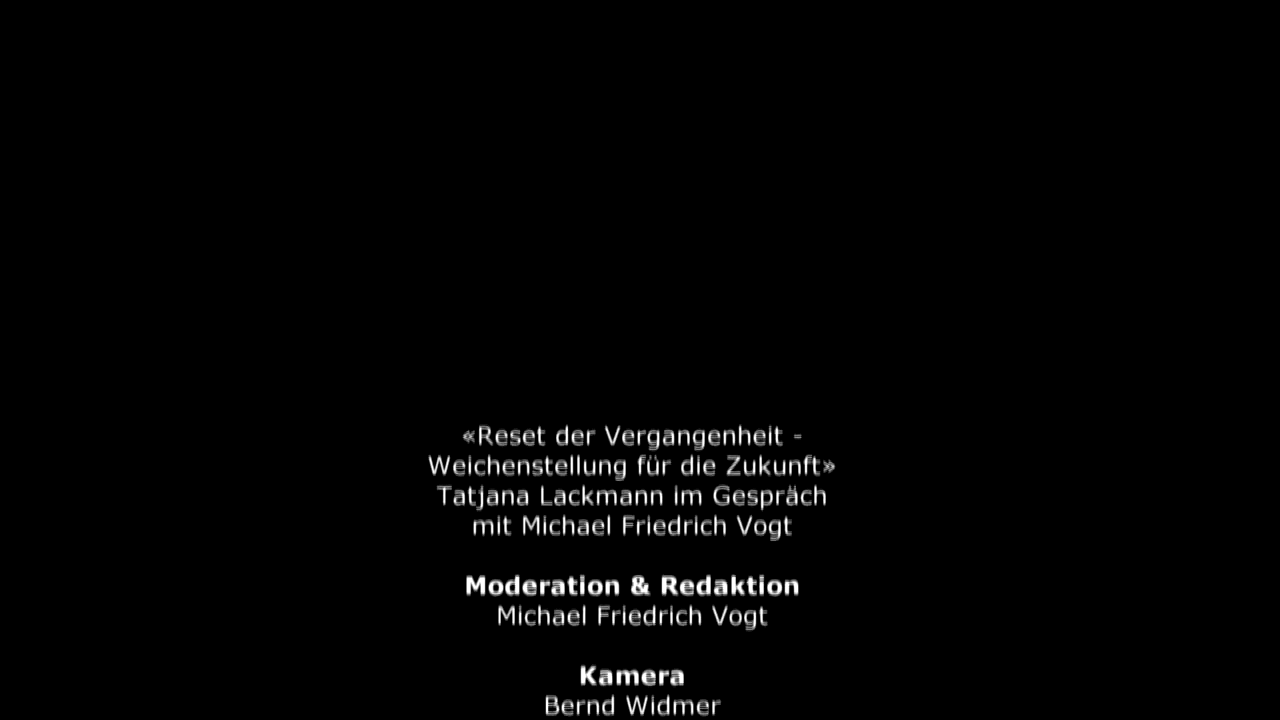 «Reset der Vergangenheit -
Weichenstellung für die Zukunft»
Tatjana Lackmann im Gespräch
mit Michael Friedrich Vogt
Moderation & Redaktion
Michael Friedrich Vogt
Kamera
Bernd Widmer